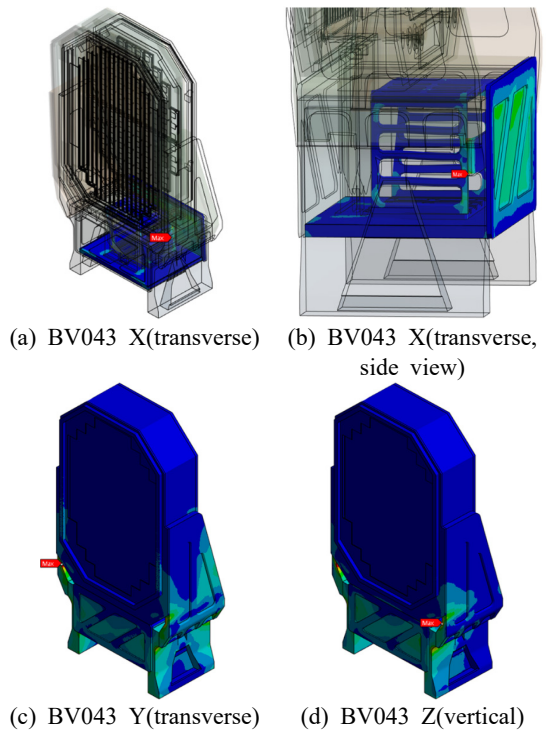 Max
Max
(a) BV043 X(transverse)
(b) BV043 X(transverse,
side view)
Max
Max
(c) BV043 Y(transverse)
(d) BV043 Z(vertical)